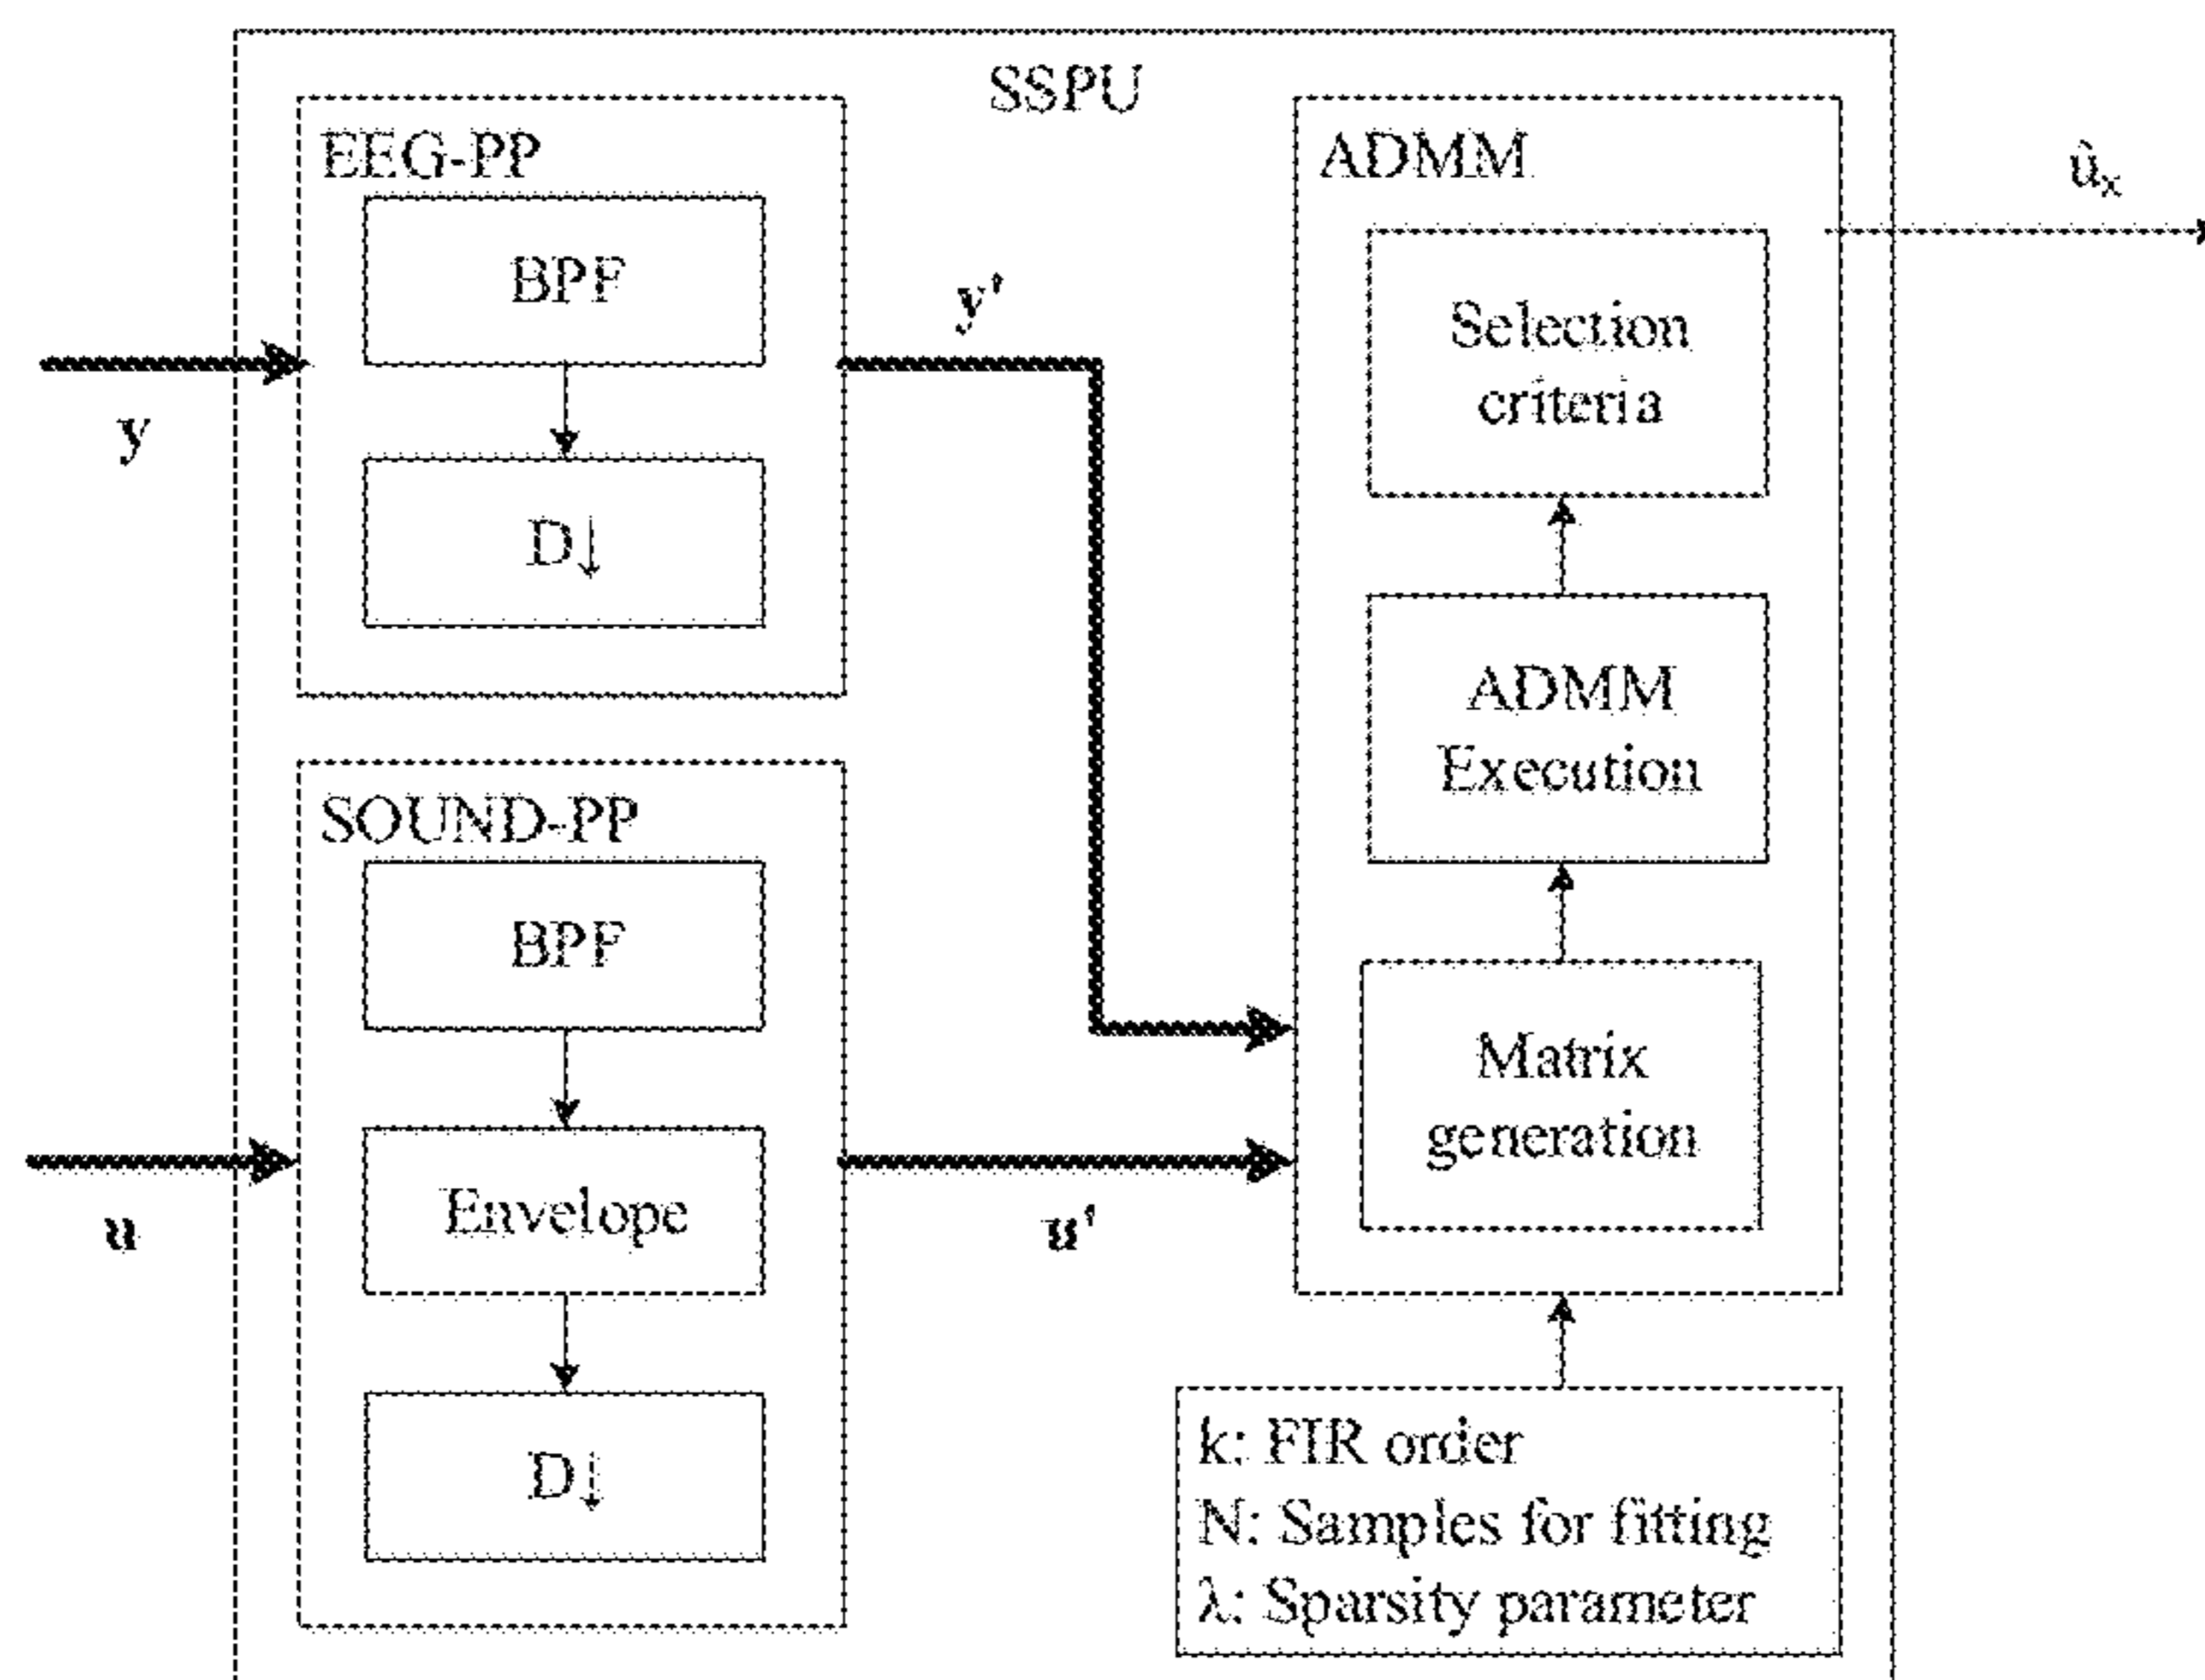 SSPU
EEG-PP
BPF
D↓
y
y'
SOUND-PP
BPF
Envelope
D↓
u
u'
ADMM
Selection
criteria
ADMM
Execution
Matrix
generation
ûₓ
k: FIR order
N: Samples for fitting
λ: Sparsity parameter